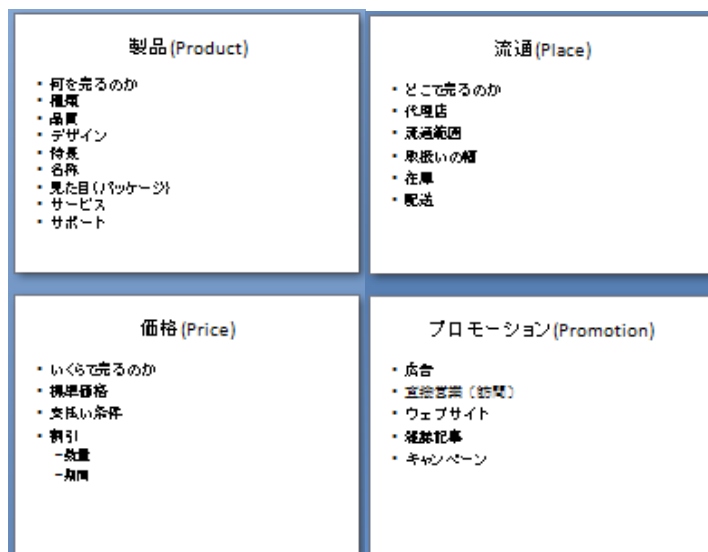 製品(Product)
・何を売るのか
・種類
・品質
・デザイン
・特長
・名称
・見た目(パッケージ)
・サービス
・サポート
流通(Place)
・どこで売るのか
・代理店
・流通範囲
・取扱いの幅
・在庫
・配送
価格(Price)
・いくらで売るのか
・標準価格
・支払い条件
・割引
－数量
－期間
プロモーション(Promotion)
・広告
・直接営業(訪問)
・ウェブサイト
・雑誌記事
・キャンペーン